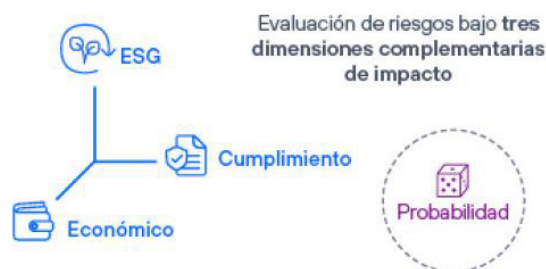 Evaluación de riesgos bajo tres
dimensiones complementarias
de impacto
ESG
Cumplimiento
Económico
Probabilidad